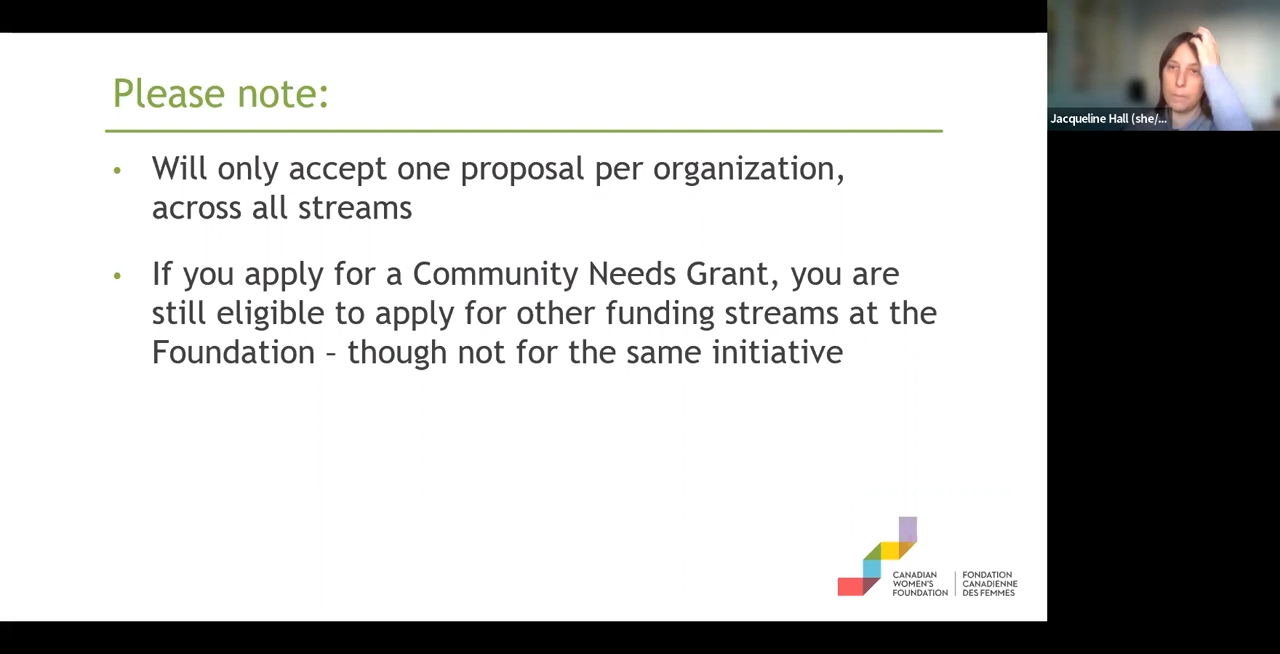 Please note:
• Will only accept one proposal per organization,
across all streams
• If you apply for a Community Needs Grant, you are
still eligible to apply for other funding streams at the
Foundation – though not for the same initiative
CANADIAN
WOMEN'S
FOUNDATION
FONDATION
CANADIENNE
DES FEMMES
Jacqueline Hall (she/...